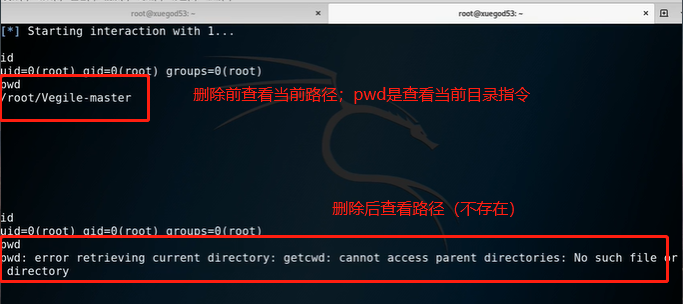 root@xuegod53: ~
root@xuegod53: ~
[*] Starting interaction with 1...
id
uid=0(root) gid=0(root) groups=0(root)
pwd
/root/Vegile-master
删除前查看当前路径；pwd是查看当前目录指令
删除后查看路径（不存在）
id
uid=0(root) gid=0(root) groups=0(root)
pwd
pwd: error retrieving current directory: getcwd: cannot access parent directories: No such file or
directory